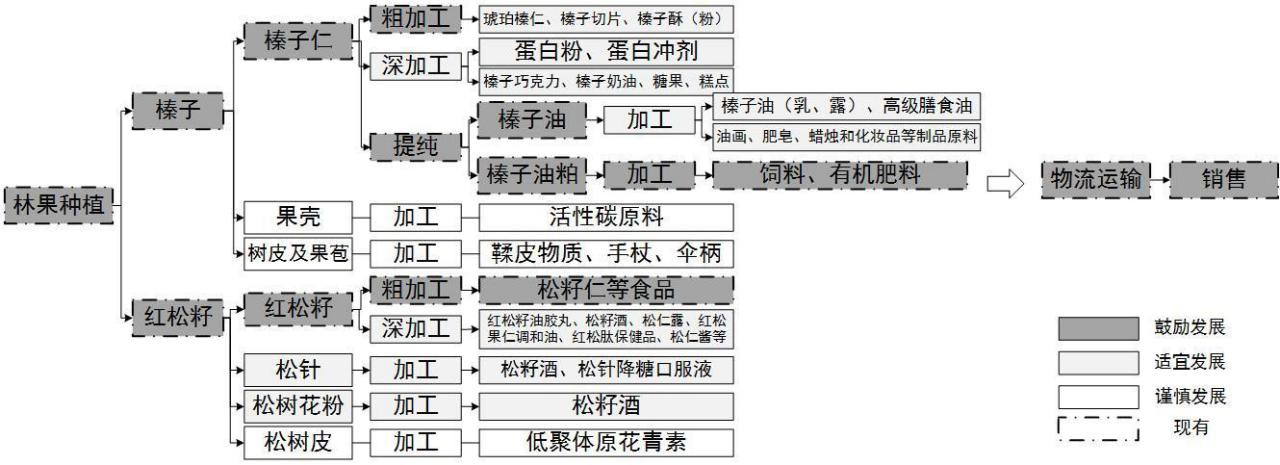 林果种植
榛子
榛子仁
粗加工
琥珀榛仁、榛子切片、榛子酥（粉）
深加工
蛋白粉、蛋白冲剂
榛子巧克力、榛子奶油、糖果、糕点
提纯
榛子油
加工
榛子油（乳、露）、高级膳食油
油画、肥皂、蜡烛和化妆品等制品原料
榛子油粕
加工
饲料、有机肥料
果壳
加工
活性碳原料
树皮及果苞
加工
鞣皮物质、手杖、伞柄
红松籽
红松籽
粗加工
松籽仁等食品
深加工
红松籽油胶丸、松籽酒、松仁露、红松
果仁调和油、红松肽保健品、松仁酱等
松针
加工
松籽酒、松针降糖口服液
松树花粉
加工
松籽酒
松树皮
加工
低聚体原花青素
物流运输
销售
鼓励发展
适宜发展
谨慎发展
现有